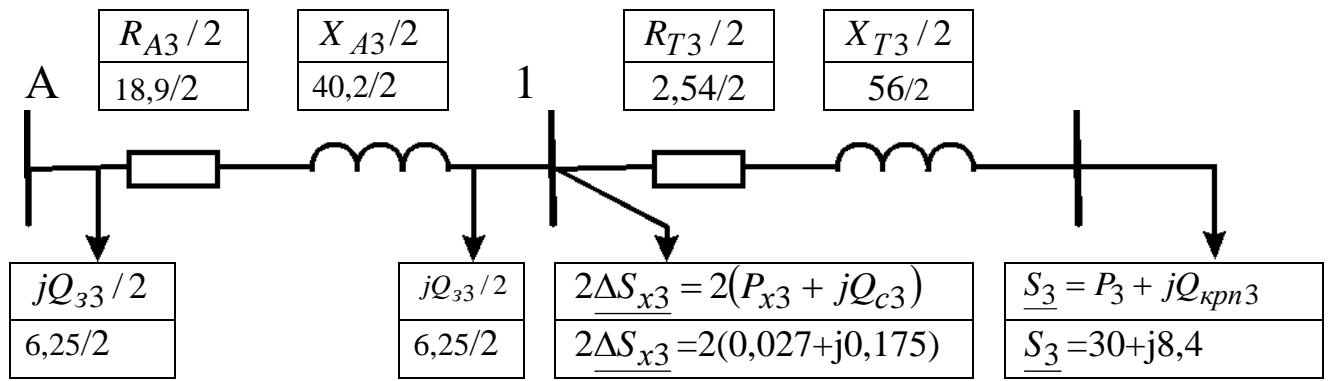 R_A3/2
X_A3/2
R_T3/2
X_T3/2
A
18,9/2
40,2/2
1
2,54/2
56/2
jQ_з3/2
jQ_з3/2
2ΔS_x3 = 2(P_x3 + jQ_c3)
S_3 = P_3 + jQ_крп3
6,25/2
6,25/2
2ΔS_x3 =2(0,027+j0,175)
S_3 =30+j8,4